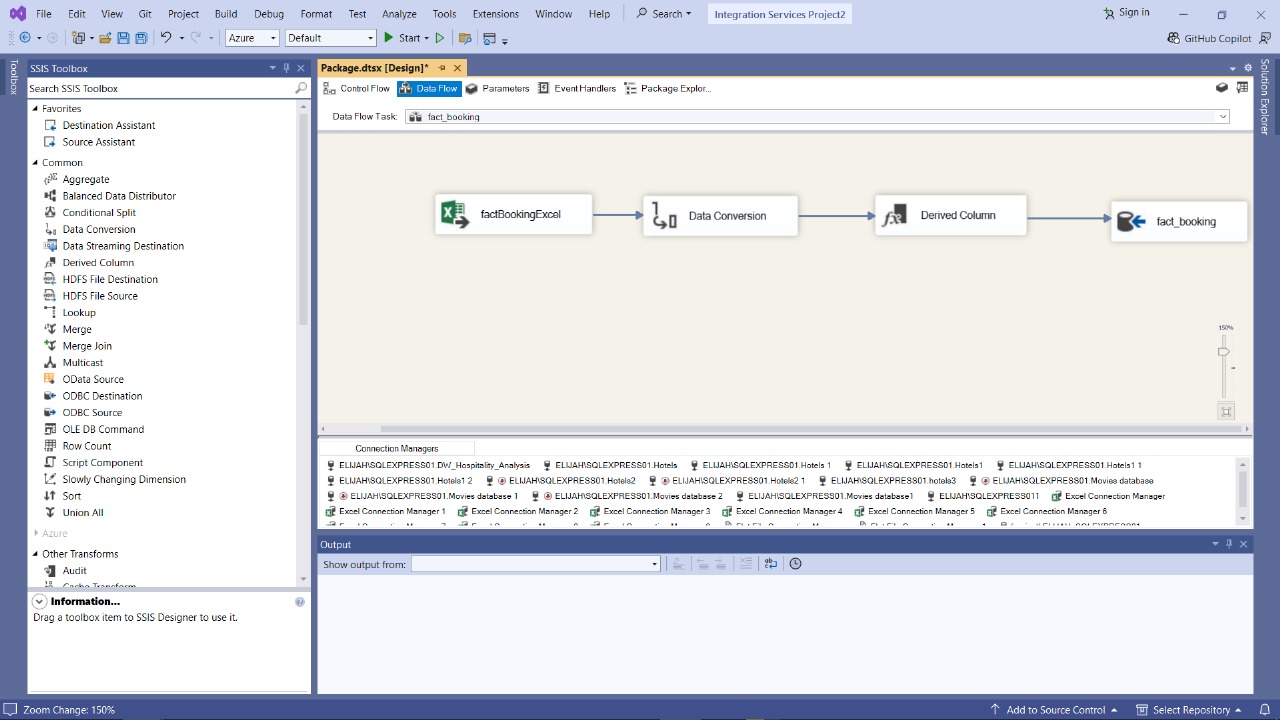 File Edit View Git Project Build Debug Format Test Analyze Tools Extensions Window Help Search Integration Services Project2 Sign in
Azure Default Start GitHub Copilot
Toolbox
SSIS Toolbox
Search SSIS Toolbox
Favorites
Destination Assistant
Source Assistant
Common
Aggregate
Balanced Data Distributor
Conditional Split
Data Conversion
Data Streaming Destination
Derived Column
HDFS File Destination
HDFS File Source
Lookup
Merge
Merge Join
Multicast
OData Source
ODBC Destination
ODBC Source
OLE DB Command
Row Count
Script Component
Slowly Changing Dimension
Sort
Union All
Azure
Other Transforms
Audit
Cache Transform
Information...
Drag a toolbox item to SSIS Designer to use it.
Package.dtsx [Design]*
Control Flow Data Flow Parameters Event Handlers Package Explor...
Data Flow Task: fact_booking
factBookingExcel Data Conversion Derived Column fact_booking
150%
Connection Managers
ELIJAH\SQLEXPRESS01.DW_Hospitality_Analysis ELIJAH\SQLEXPRESS01.Hotels ELIJAH\SQLEXPRESS01.Hotels 1 ELIJAH\SQLEXPRESS01.Hotels1 ELIJAH\SQLEXPRESS01.Hotels1 1
ELIJAH\SQLEXPRESS01.Hotels1 2 ELIJAH\SQLEXPRESS01.Hotels2 ELIJAH\SQLEXPRESS01.Hotels2 1 ELIJAH\SQLEXPRESS01.hotels3 ELIJAH\SQLEXPRESS01.Movies database
ELIJAH\SQLEXPRESS01.Movies database 1 ELIJAH\SQLEXPRESS01.Movies database 2 ELIJAH\SQLEXPRESS01.Movies database1 ELIJAH\SQLEXPRESS011 Excel Connection Manager
Excel Connection Manager 1 Excel Connection Manager 2 Excel Connection Manager 3 Excel Connection Manager 4 Excel Connection Manager 5 Excel Connection Manager 6
Output
Show output from:
Solution Explorer
Zoom Change: 150% Add to Source Control Select Repository